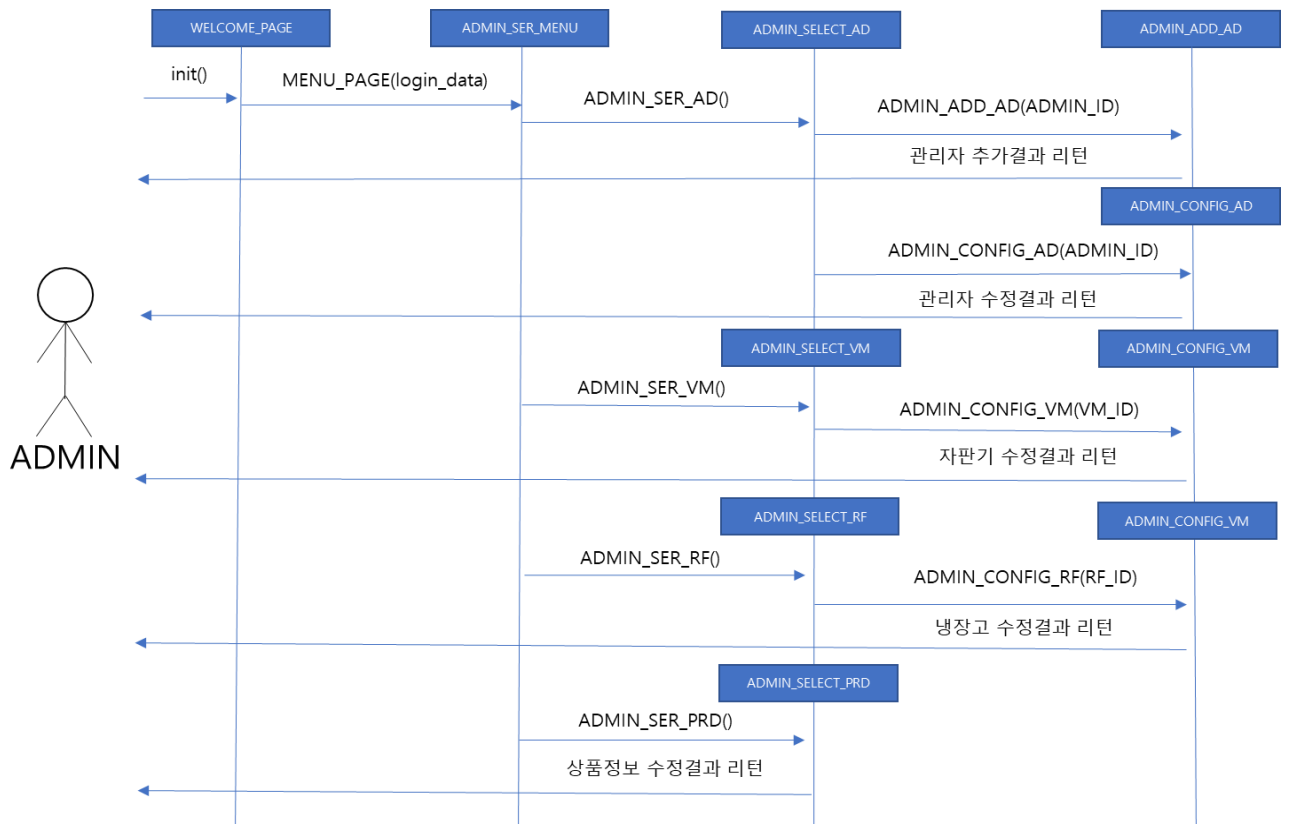 WELCOME_PAGE
ADMIN_SER_MENU
ADMIN_SELECT_AD
ADMIN_ADD_AD
init()
MENU_PAGE(login_data)
ADMIN_SER_AD()
ADMIN_ADD_AD(ADMIN_ID)
관리자 추가결과 리턴
ADMIN_CONFIG_AD
ADMIN_CONFIG_AD(ADMIN_ID)
관리자 수정결과 리턴
ADMIN_SELECT_VM
ADMIN_CONFIG_VM
ADMIN_SER_VM()
ADMIN_CONFIG_VM(VM_ID)
ADMIN
자판기 수정결과 리턴
ADMIN_SELECT_RF
ADMIN_CONFIG_VM
ADMIN_SER_RF()
ADMIN_CONFIG_RF(RF_ID)
냉장고 수정결과 리턴
ADMIN_SELECT_PRD
ADMIN_SER_PRD()
상품정보 수정결과 리턴